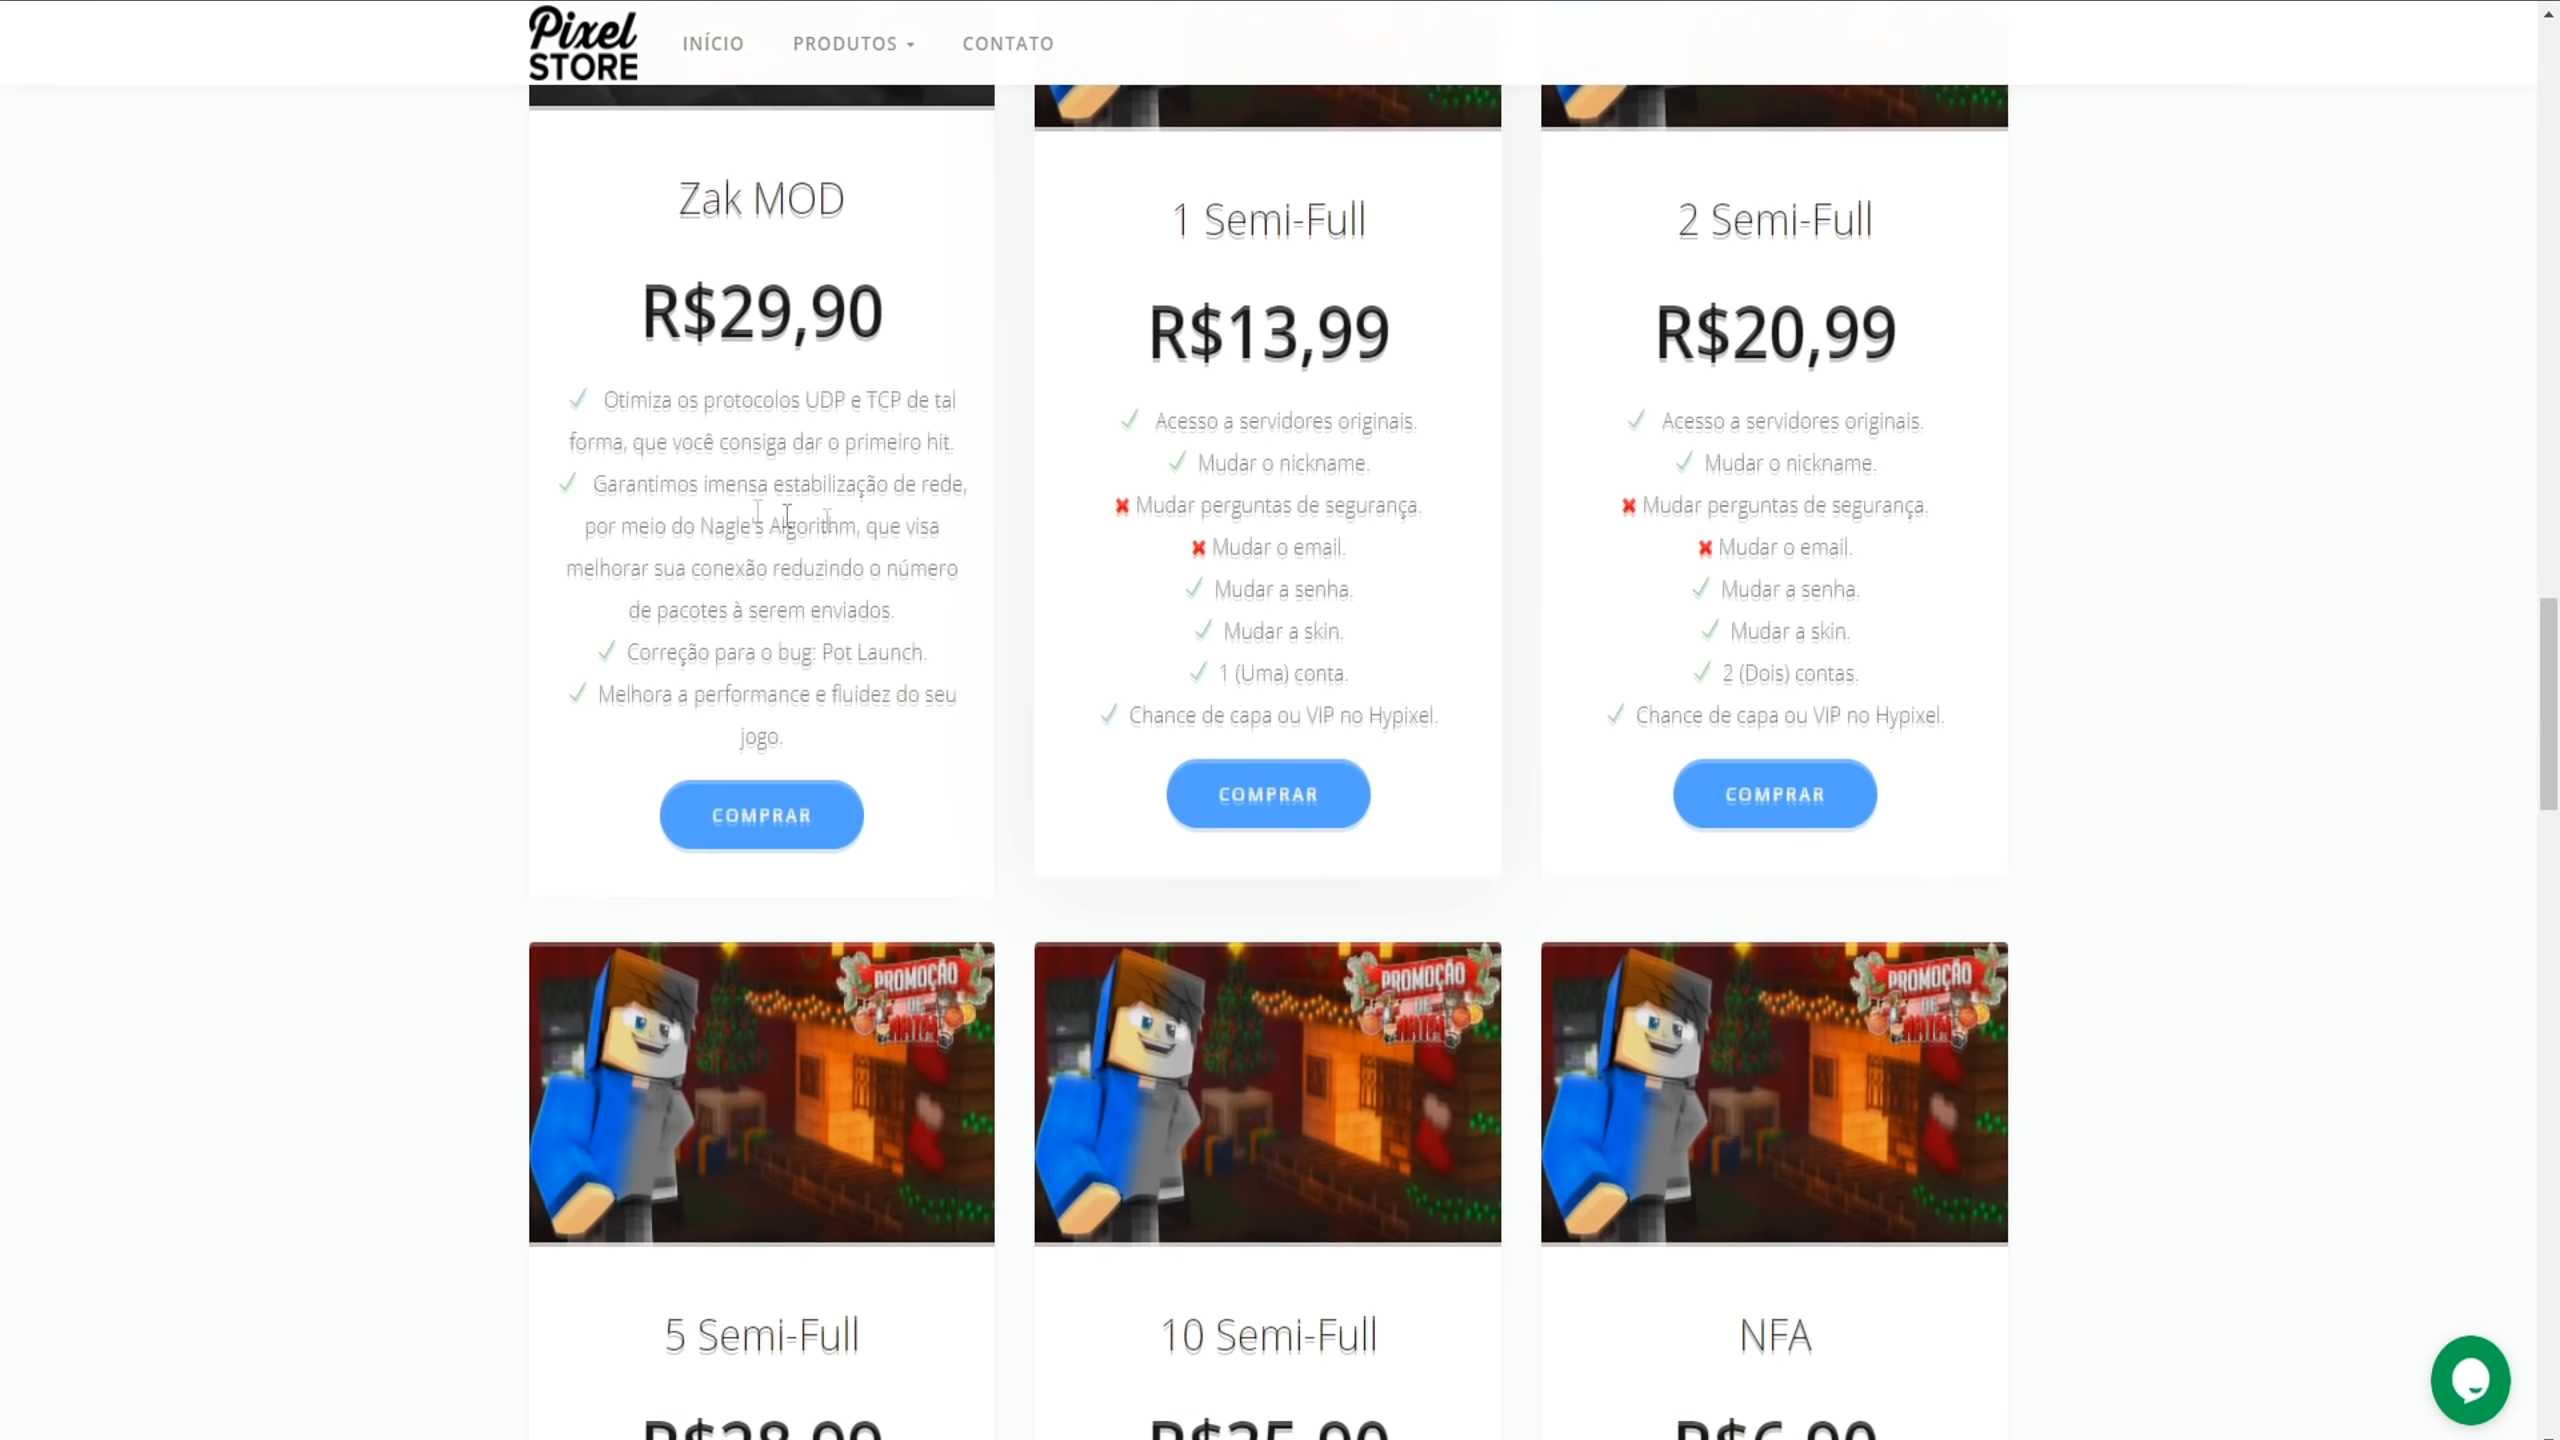 Pixel
STORE
INÍCIO
PRODUTOS
CONTATO
Zak MOD
R$29,90
Otimiza os protocolos UDP e TCP de tal
forma, que você consiga dar o primeiro hit.
Garantimos imensa estabilização de rede,
por meio do Nagle's Algorithm, que visa
melhorar sua conexão reduzindo o número
de pacotes à serem enviados.
Correção para o bug: Pot Launch.
Melhora a performance e fluidez do seu
jogo.
COMPRAR
1 Semi-Full
R$13,99
Acesso a servidores originais.
Mudar o nickname.
Mudar perguntas de segurança.
Mudar o email.
Mudar a senha.
Mudar a skin.
1 (Uma) conta.
Chance de capa ou VIP no Hypixel.
COMPRAR
2 Semi-Full
R$20,99
Acesso a servidores originais.
Mudar o nickname.
Mudar perguntas de segurança.
Mudar o email.
Mudar a senha.
Mudar a skin.
2 (Dois) contas.
Chance de capa ou VIP no Hypixel.
COMPRAR
PROMOÇÃO
DE
NATAL
5 Semi-Full
PROMOÇÃO
DE
NATAL
10 Semi-Full
PROMOÇÃO
DE
NATAL
NFA